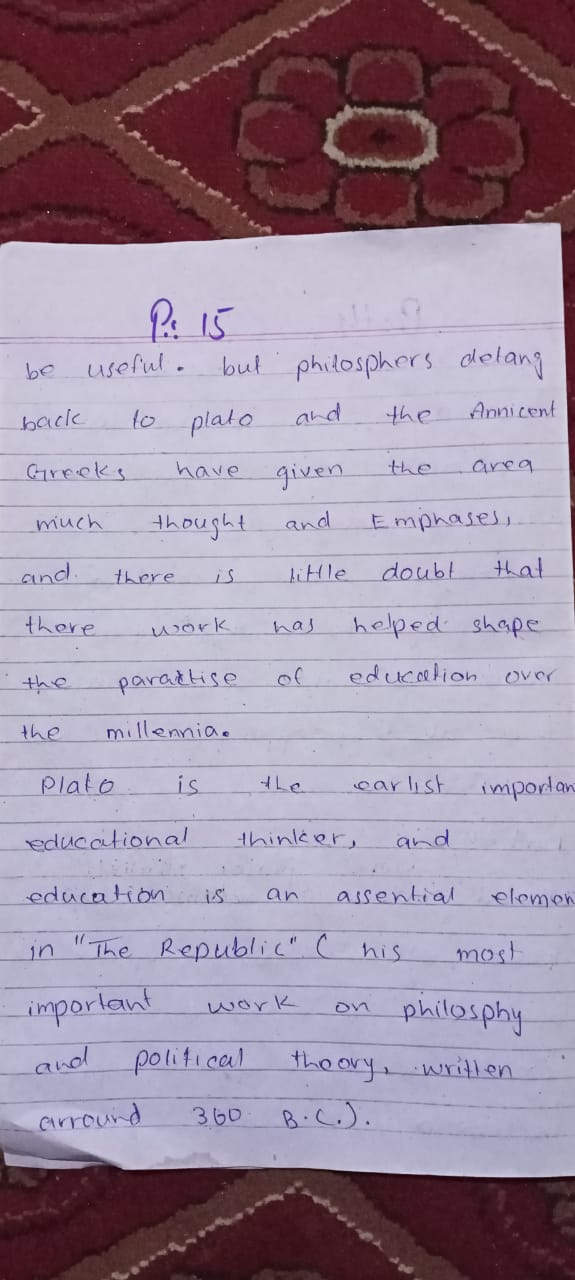 P.: 15
be useful. but philosphers delang
back to plato and the Annicent
Greeks have given the area
much thought and Emphases,
and there is little doubt that
there work has helped shape
the parattise of education over
the millennia.
Plato is the earlist importan
educational thinker, and
education is an assential elemen
in "The Republic" ( his most
important work on philosphy
and political thoory, written
arround 360 B.C.).